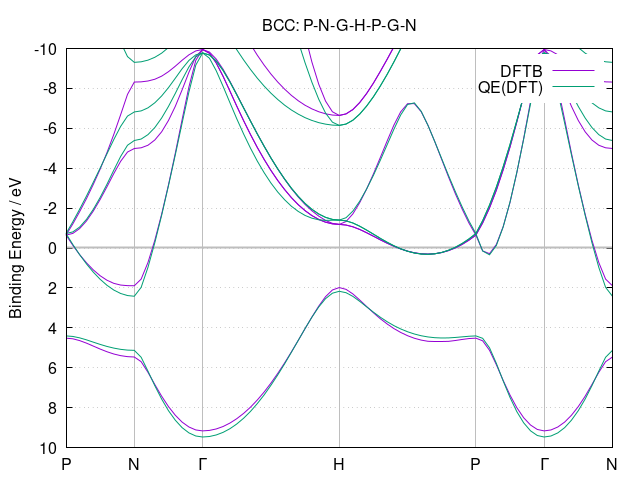 BCC: P-N-G-H-P-G-N
-10
-8
-6
-4
-2
0
2
4
6
8
10
Binding Energy / eV
DFTB
QE(DFT)
P N Γ H P Γ N